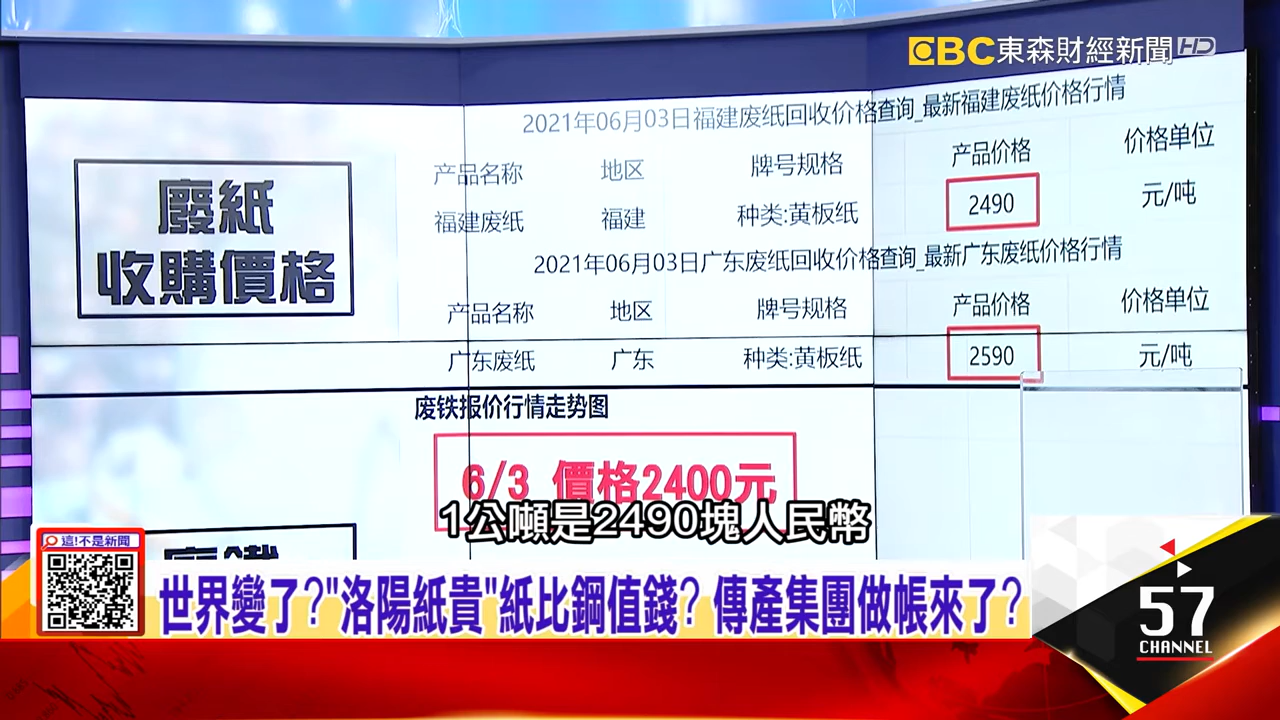 EBC 東森財經新聞 HD
2021年06月03日福建废纸回收价格查询_最新福建废纸价格行情
产品名称 地区 牌号规格 产品价格 价格单位
福建废纸 福建 种类:黄板纸 2490 元/吨
廢紙
收購價格
2021年06月03日广东废纸回收价格查询_最新广东废纸价格行情
产品名称 地区 牌号规格 产品价格 价格单位
广东废纸 广东 种类:黄板纸 2590 元/吨
废铁报价行情走势图
6/3 價格2400元
1公噸是2490塊人民幣
這!不是新聞
世界變了?"洛陽紙貴"紙比鋼值錢? 傳產集團做帳來了?
57
CHANNEL